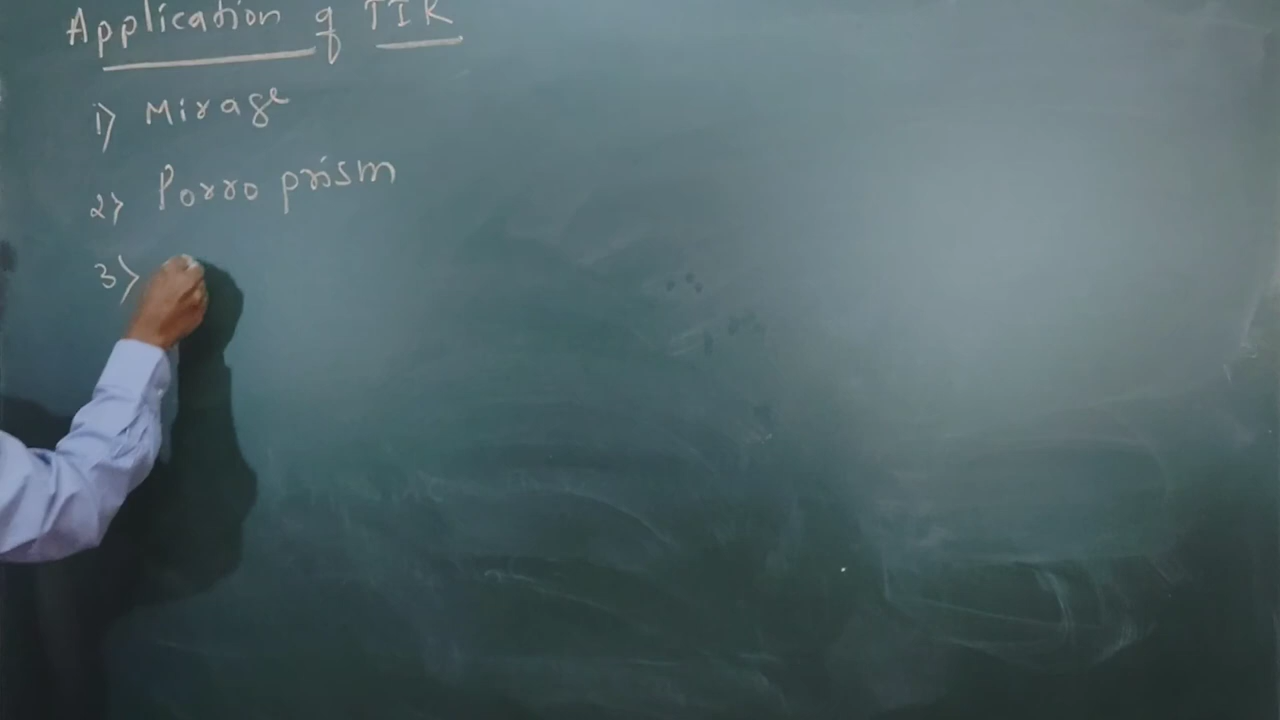 Application of TIR
1) Mirage
2) Porro prism
3)